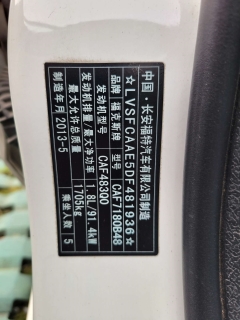 中国·长安福特汽车有限公司制造
★LVSFCAAE5DF481936★
品牌 福克斯牌 整车型号 CAF7180B48
发动机型号 CAF483Q0
发动机排量/最大净功率 1.8L/91.4kW
最大允许总质量 1705kg
制造年月 2013-5 乘坐人数 5